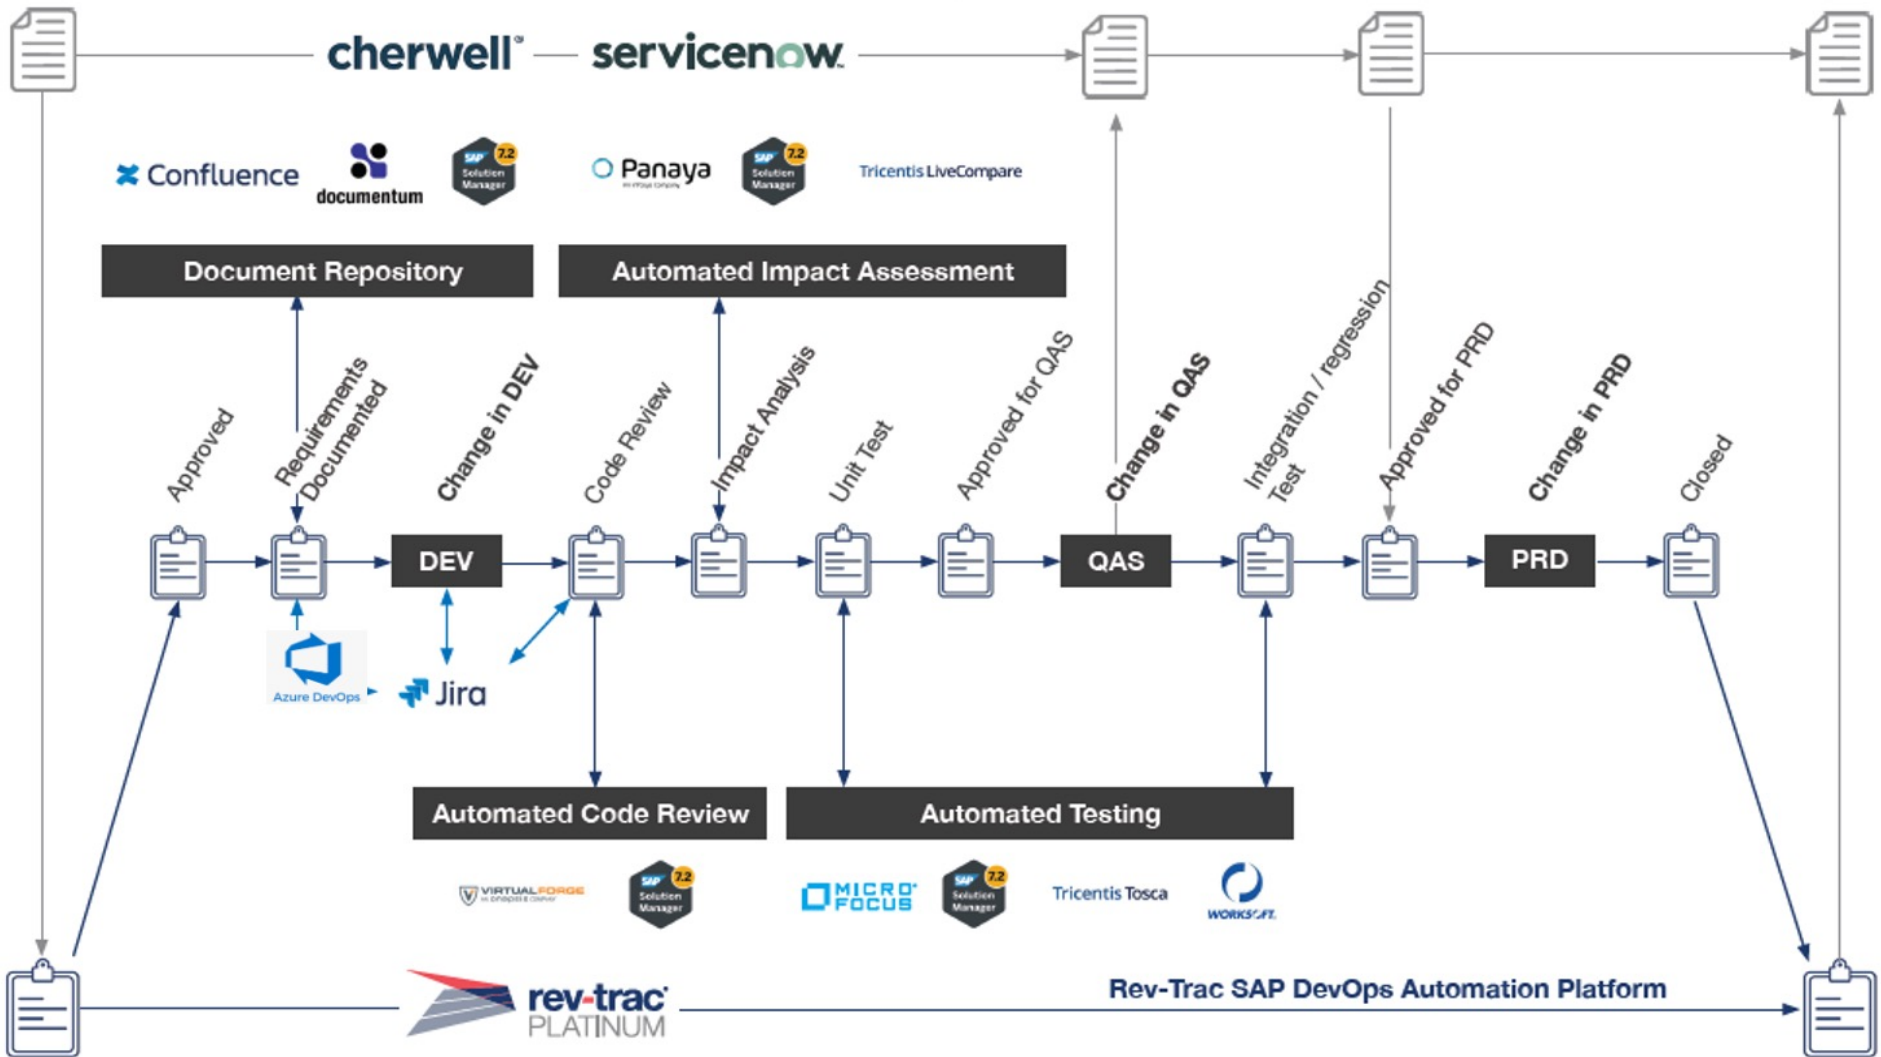 cherwell
servicenow
Confluence
documentum
SAP 7.2
Solution
Manager
Panaya
SAP 7.2
Solution
Manager
Tricentis LiveCompare
Document Repository
Automated Impact Assessment
Approved
Requirements
Documented
Change in DEV
Code Review
Impact Analysis
Unit Test
Approved for QAS
Change in QAS
Integration / regression
Test
Approved for PRD
Change in PRD
Closed
DEV
QAS
PRD
Azure DevOps
Jira
Automated Code Review
Automated Testing
VIRTUALFORGE
SAP 7.2
Solution
Manager
MICRO
FOCUS
SAP 7.2
Solution
Manager
Tricentis Tosca
WORKSOFT.
rev-trac
PLATINUM
Rev-Trac SAP DevOps Automation Platform